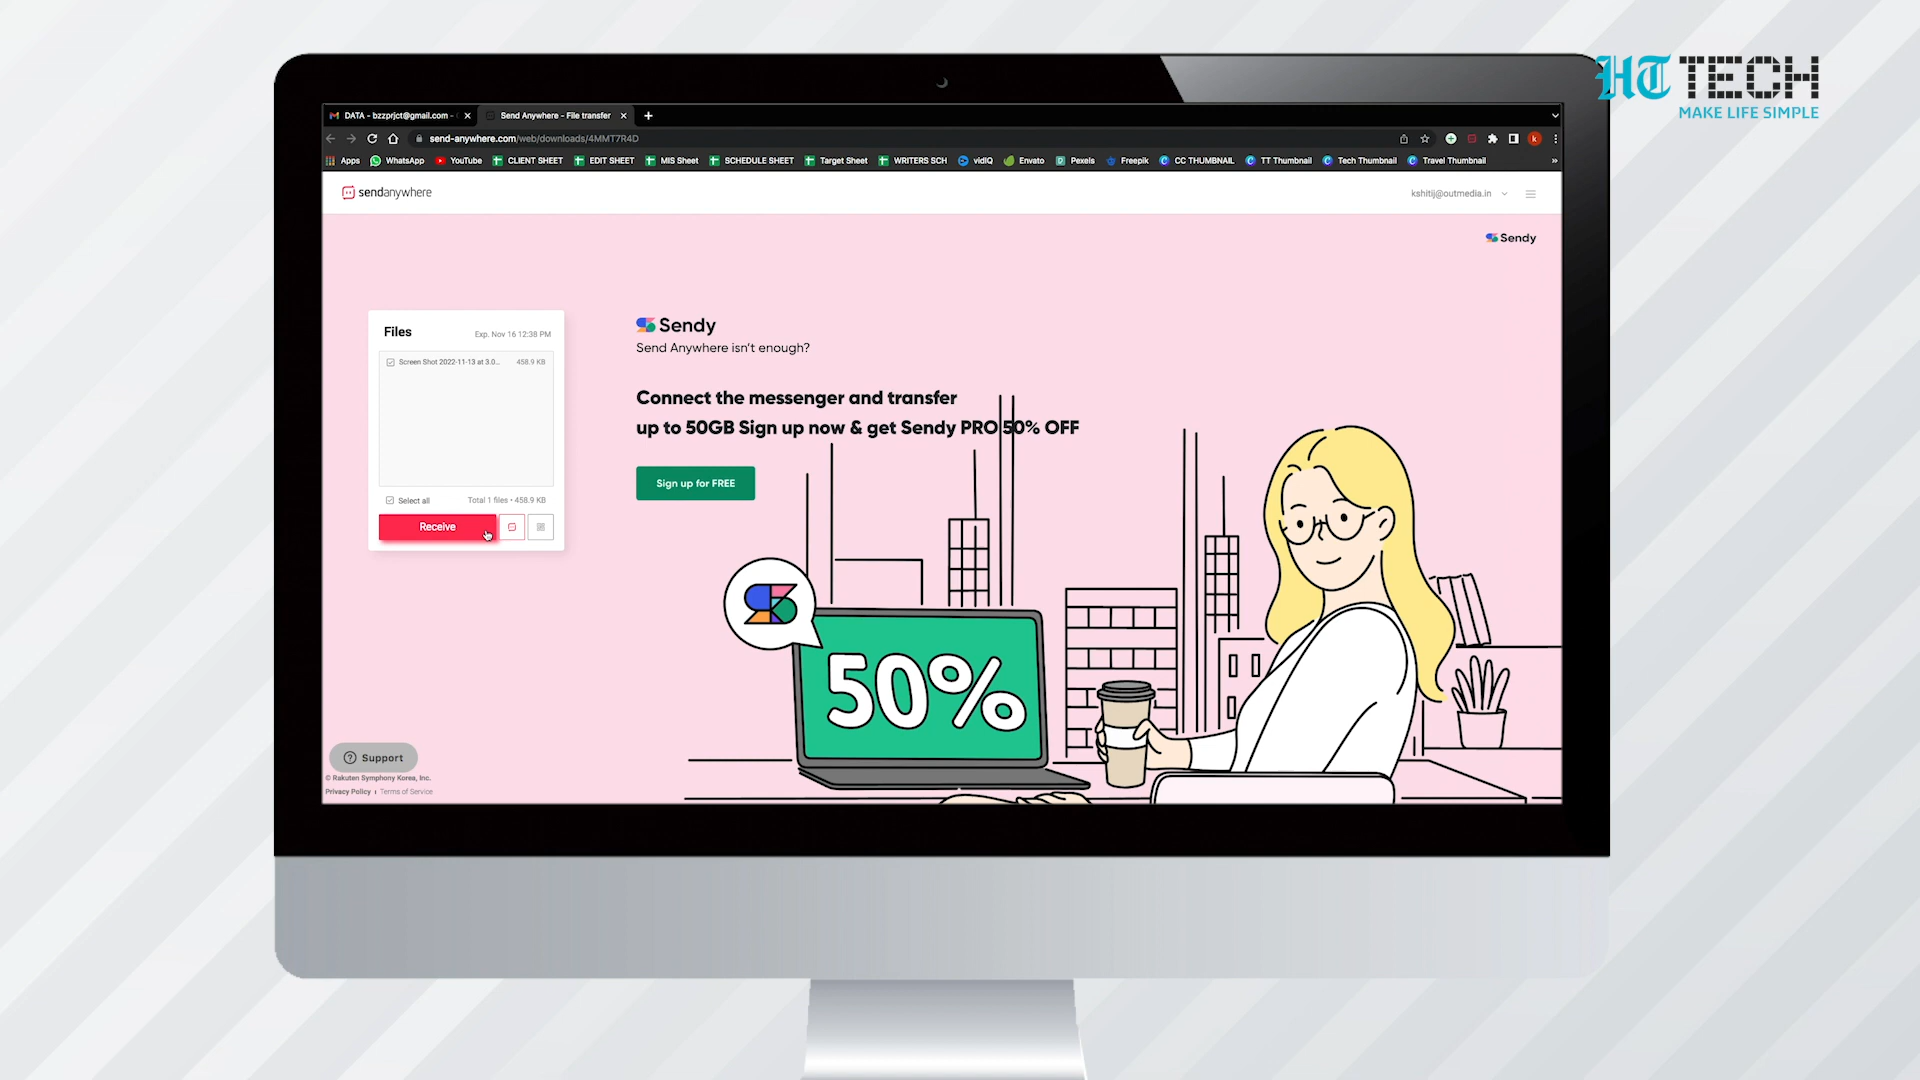 HT TECH
MAKE LIFE SIMPLE
DATA - bzzprjct@gmail.com -
Send Anywhere - File transfer
send-anywhere.com/web/downloads/4MMT7R4D
Apps WhatsApp YouTube CLIENT SHEET EDIT SHEET MIS Sheet SCHEDULE SHEET Target Sheet WRITERS SCH vidIQ Envato Pexels Freepik CC THUMBNAIL TT Thumbnail Tech Thumbnail Travel Thumbnail »
sendanywhere
kshitij@outmedia.in
Sendy
Files
Exp. Nov 16 12:38 PM
Screen Shot 2022-11-13 at 3.0... 458.9 KB
Select all Total 1 files • 458.9 KB
Receive
Sendy
Send Anywhere isn't enough?
Connect the messenger and transfer
up to 50GB Sign up now & get Sendy PRO 50% OFF
Sign up for FREE
50%
Support
© Rakuten Symphony Korea, Inc.
Privacy Policy | Terms of Service